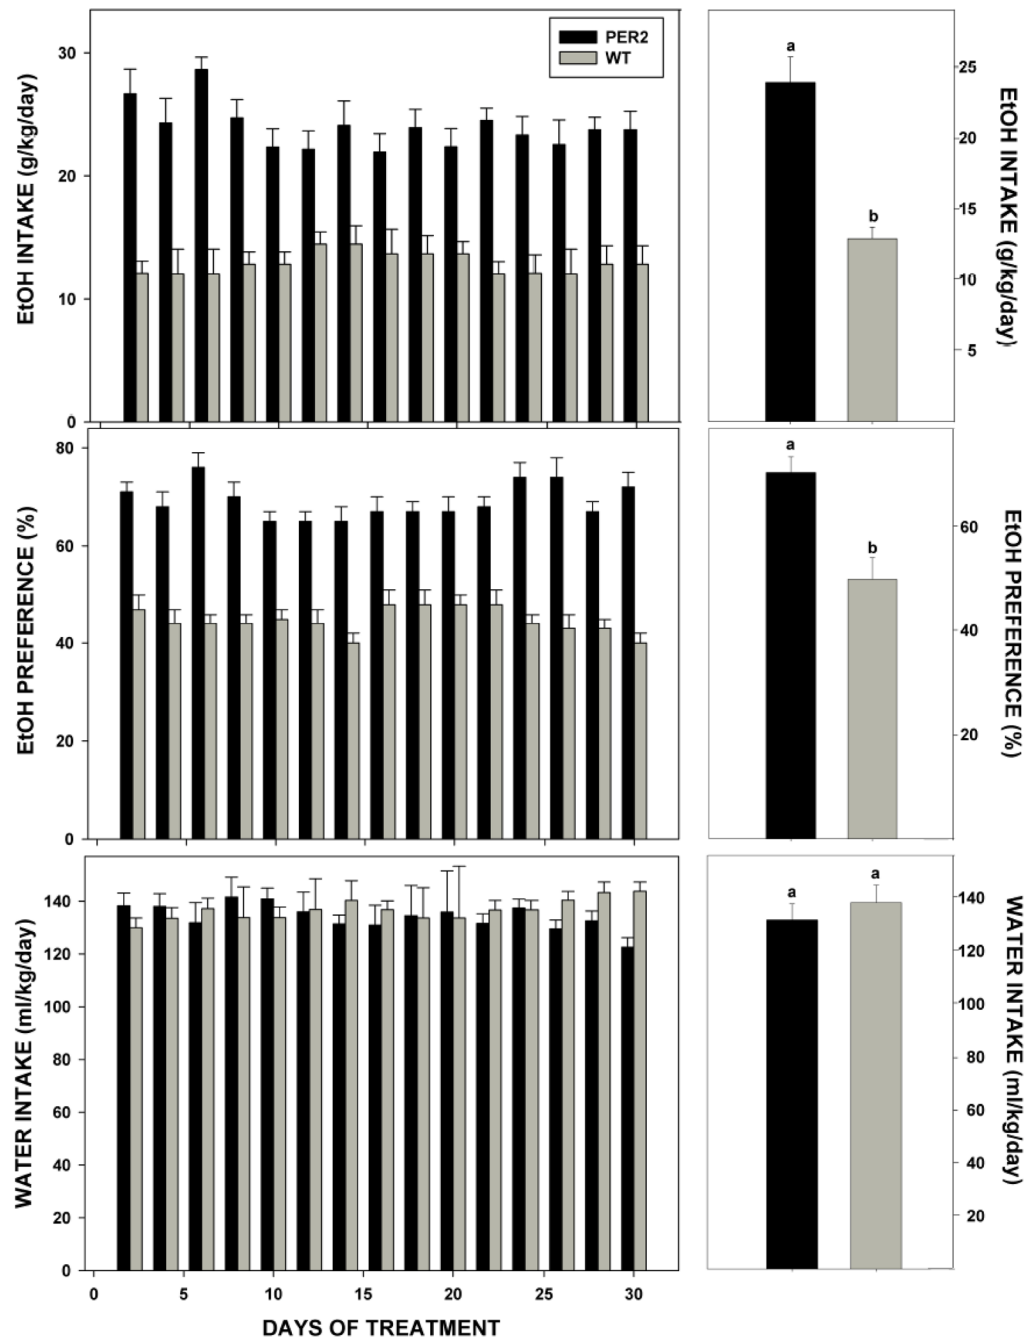 PER2
WT
EtOH INTAKE (g/kg/day)
30
20
10
0
a
b
25
20
15
10
5
EtOH INTAKE (g/kg/day)
EtOH PREFERENCE (%)
80
60
40
20
0
a
b
60
40
20
EtOH PREFERENCE (%)
WATER INTAKE (ml/kg/day)
140
120
100
80
60
40
20
0
0 5 10 15 20 25 30
DAYS OF TREATMENT
a
a
140
120
100
80
60
40
20
WATER INTAKE (ml/kg/day)